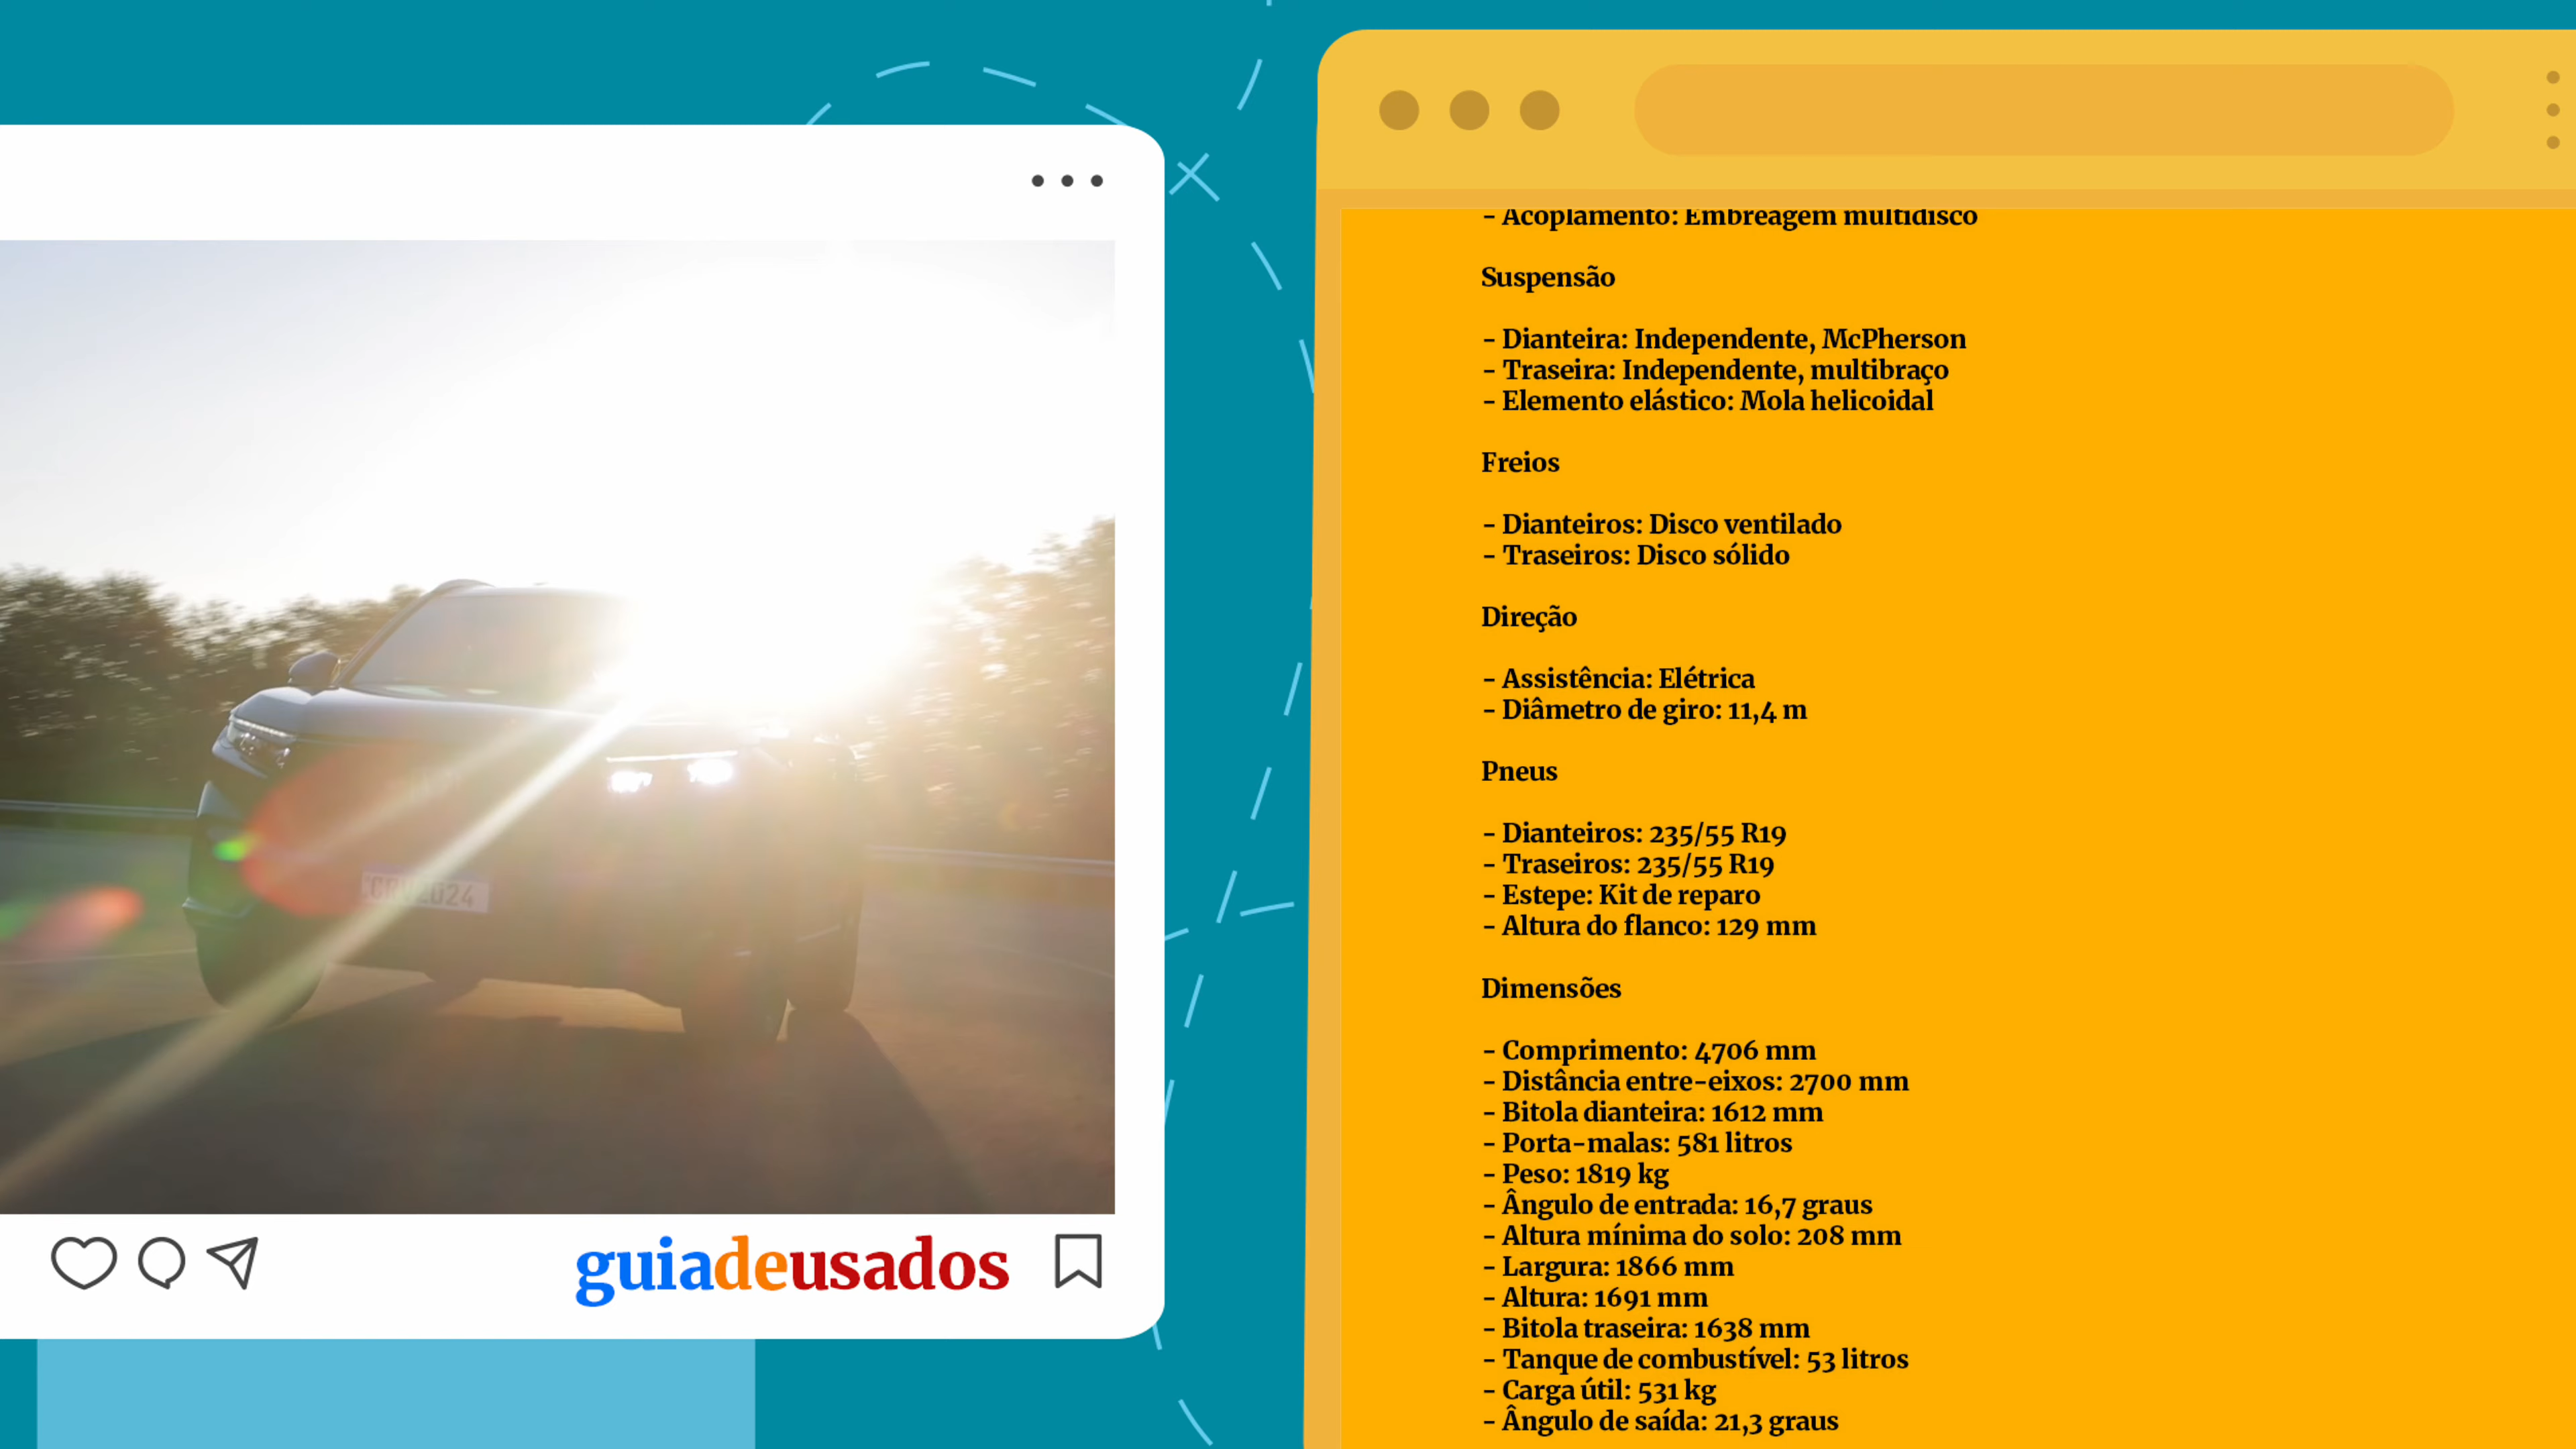 guiadeusados
- Acoplamento: Embreagem multidisco
Suspensão
- Dianteira: Independente, McPherson
- Traseira: Independente, multibraço
- Elemento elástico: Mola helicoidal
Freios
- Dianteiros: Disco ventilado
- Traseiros: Disco sólido
Direção
- Assistência: Elétrica
- Diâmetro de giro: 11,4 m
Pneus
- Dianteiros: 235/55 R19
- Traseiros: 235/55 R19
- Estepe: Kit de reparo
- Altura do flanco: 129 mm
Dimensões
- Comprimento: 4706 mm
- Distância entre-eixos: 2700 mm
- Bitola dianteira: 1612 mm
- Porta-malas: 581 litros
- Peso: 1819 kg
- Ângulo de entrada: 16,7 graus
- Altura mínima do solo: 208 mm
- Largura: 1866 mm
- Altura: 1691 mm
- Bitola traseira: 1638 mm
- Tanque de combustível: 53 litros
- Carga útil: 531 kg
- Ângulo de saída: 21,3 graus